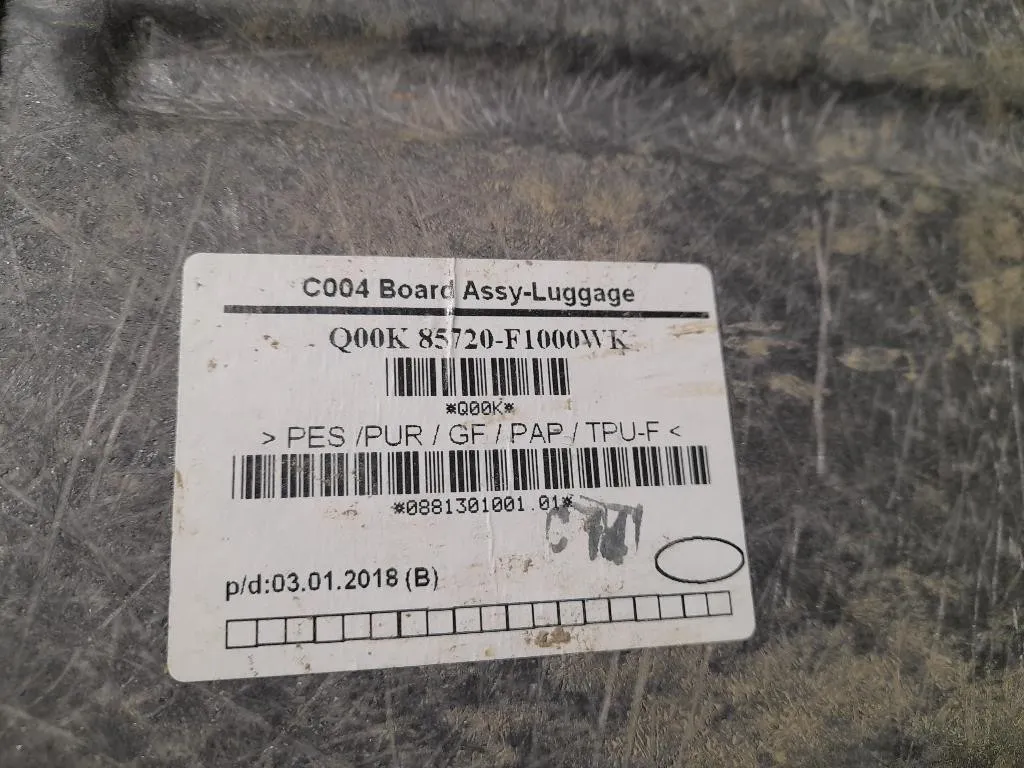 C004 Board Assy-Luggage
Q00K 85720-F1000WK
*Q00K*
> PES /PUR / GF / PAP / TPU-F <
*0881301001.01*
p/d:03.01.2018 (B)